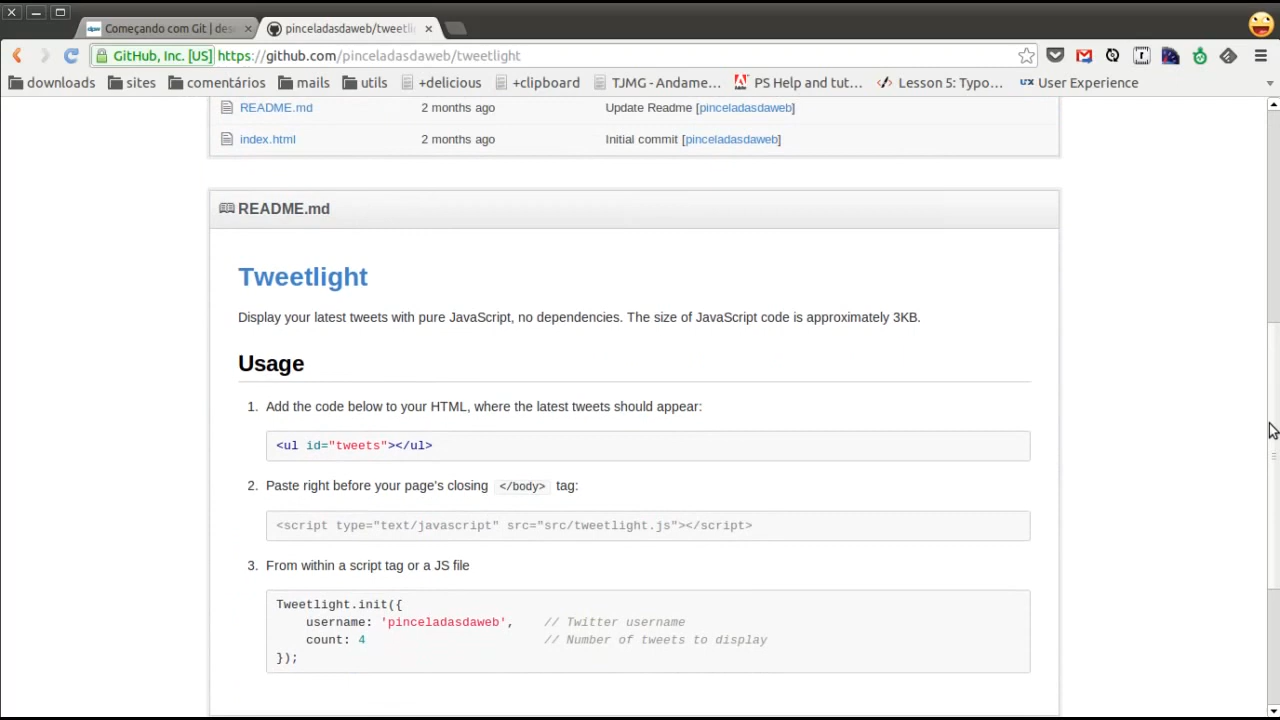 Começando com Git | des
pinceladasdaweb/tweetli
GitHub, Inc. [US] https://github.com/pinceladasdaweb/tweetlight
downloads sites comentários mails utils +delicious +clipboard TJMG - Andame... PS Help and tut... Lesson 5: Typo... UX User Experience
README.md 2 months ago Update Readme [pinceladasdaweb]
index.html 2 months ago Initial commit [pinceladasdaweb]
README.md
Tweetlight
Display your latest tweets with pure JavaScript, no dependencies. The size of JavaScript code is approximately 3KB.
Usage
1. Add the code below to your HTML, where the latest tweets should appear:
<ul id="tweets"></ul>
2. Paste right before your page's closing </body> tag:
<script type="text/javascript" src="src/tweetlight.js"></script>
3. From within a script tag or a JS file
Tweetlight.init({
username: 'pinceladasdaweb', // Twitter username
count: 4 // Number of tweets to display
});